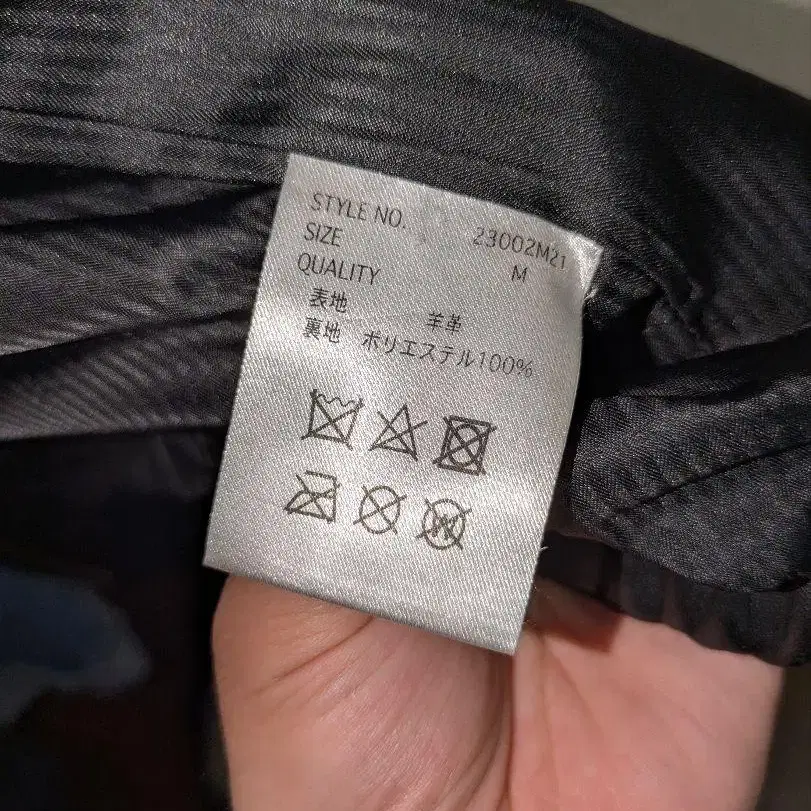 STYLE NO. 23002M21
SIZE M
QUALITY
表地 羊革
裏地 ポリエステル100%
W